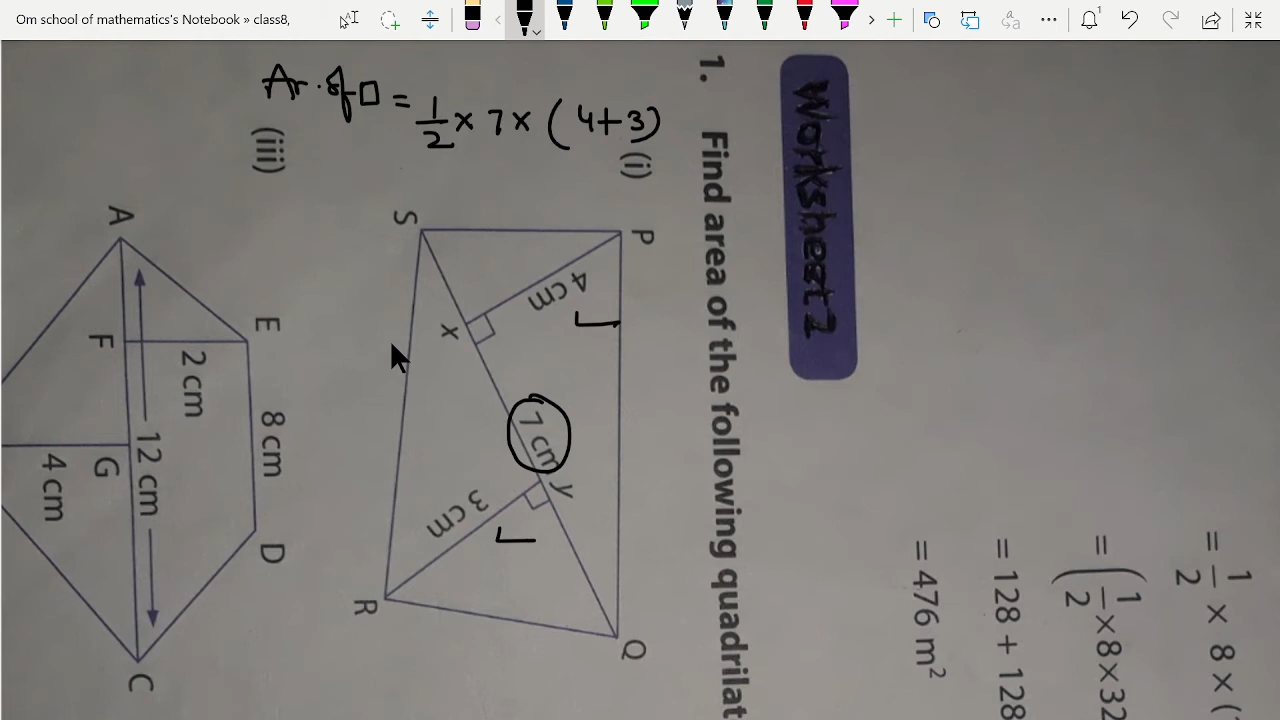 Om school of mathematics's Notebook » class8,
Ar. of □ = 1/2 × 7 × (4+3)
Worksheet 2
1. Find area of the following quadrilat
(i)
P
S
4 cm
x
7 cm
y
3 cm
R
Q
(iii)
A
E
F
2 cm
8 cm
12 cm
G
4 cm
D
C
= 1/2 × 8 × (
= (1/2 × 8 × 32
= 128 + 128
= 476 m²